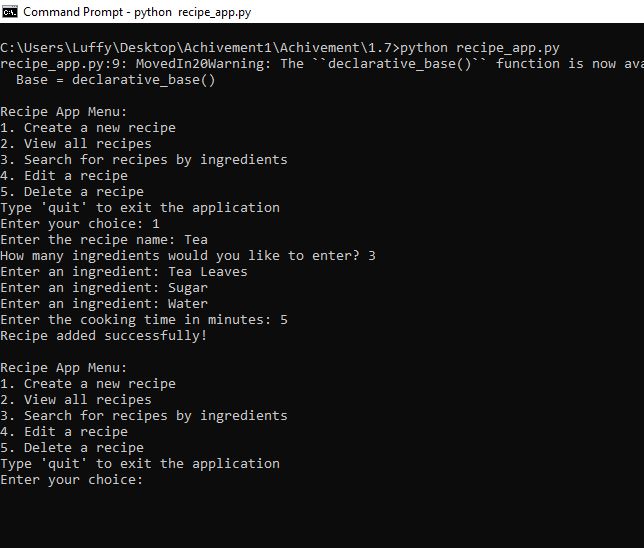 Command Prompt - python recipe_app.py
C:\Users\Luffy\Desktop\Achivement1\Achivement\1.7>python recipe_app.py
recipe_app.py:9: MovedIn20Warning: The ``declarative_base()`` function is now ava
  Base = declarative_base()
Recipe App Menu:
1. Create a new recipe
2. View all recipes
3. Search for recipes by ingredients
4. Edit a recipe
5. Delete a recipe
Type 'quit' to exit the application
Enter your choice: 1
Enter the recipe name: Tea
How many ingredients would you like to enter? 3
Enter an ingredient: Tea Leaves
Enter an ingredient: Sugar
Enter an ingredient: Water
Enter the cooking time in minutes: 5
Recipe added successfully!
Recipe App Menu:
1. Create a new recipe
2. View all recipes
3. Search for recipes by ingredients
4. Edit a recipe
5. Delete a recipe
Type 'quit' to exit the application
Enter your choice: